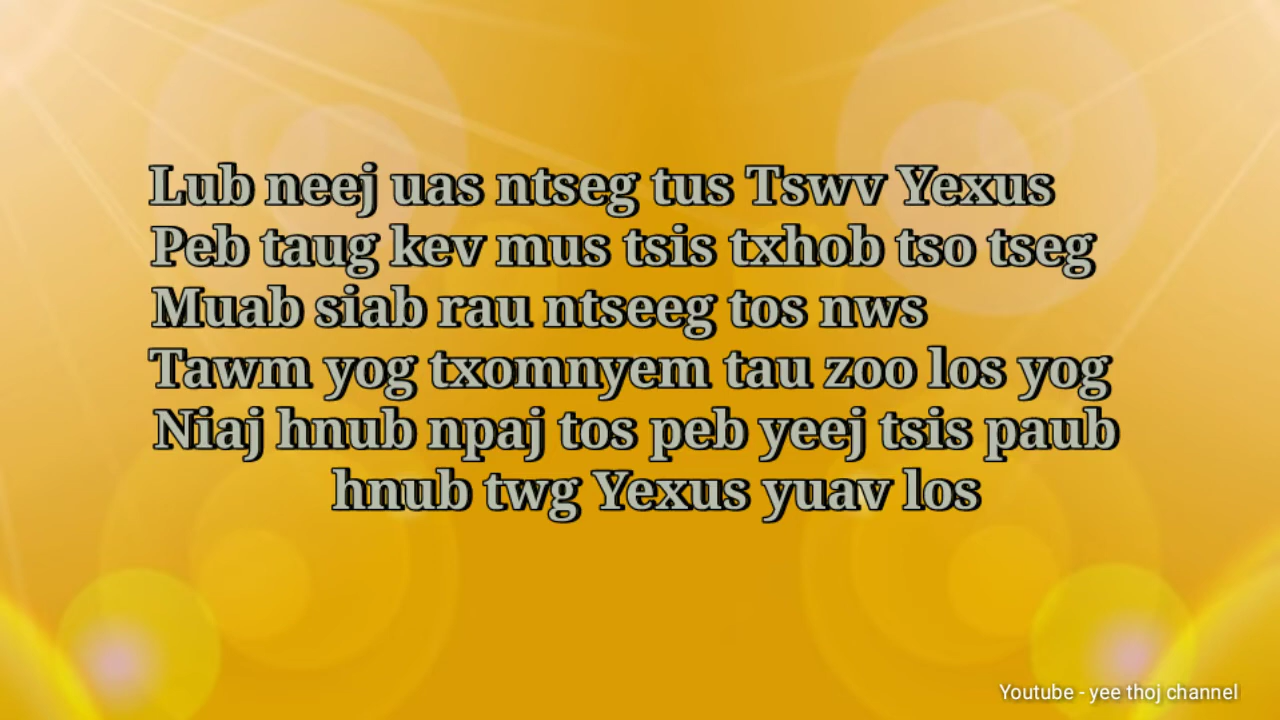 Lub neej uas ntseg tus Tswv Yexus
Peb taug kev mus tsis txhob tso tseg
Muab siab rau ntseeg tos nws
Tawm yog txomnyem tau zoo los yog
Niaj hnub npaj tos peb yeej tsis paub
hnub twg Yexus yuav los
Youtube - yee thoj channel